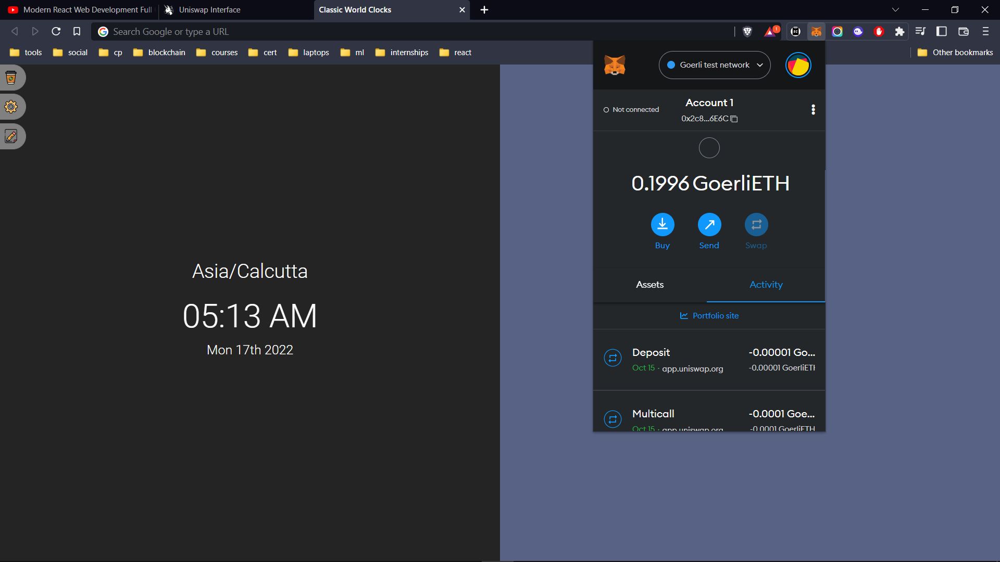 Modern React Web Development Full
Uniswap Interface
Classic World Clocks
Search Google or type a URL
1
tools
social
cp
blockchain
courses
cert
laptops
ml
internships
react
Other bookmarks
Asia/Calcutta
05:13 AM
Mon 17th 2022
Goerli test network
Not connected
Account 1
0x2c8...6E6C
0.1996 GoerliETH
Buy
Send
Swap
Assets
Activity
Portfolio site
Deposit
-0.00001 Go...
Oct 15 · app.uniswap.org
-0.00001 GoerliETH
Multicall
-0.0001 Goe...
Oct 15 · app.uniswap.org
-0.0001 GoerliETH